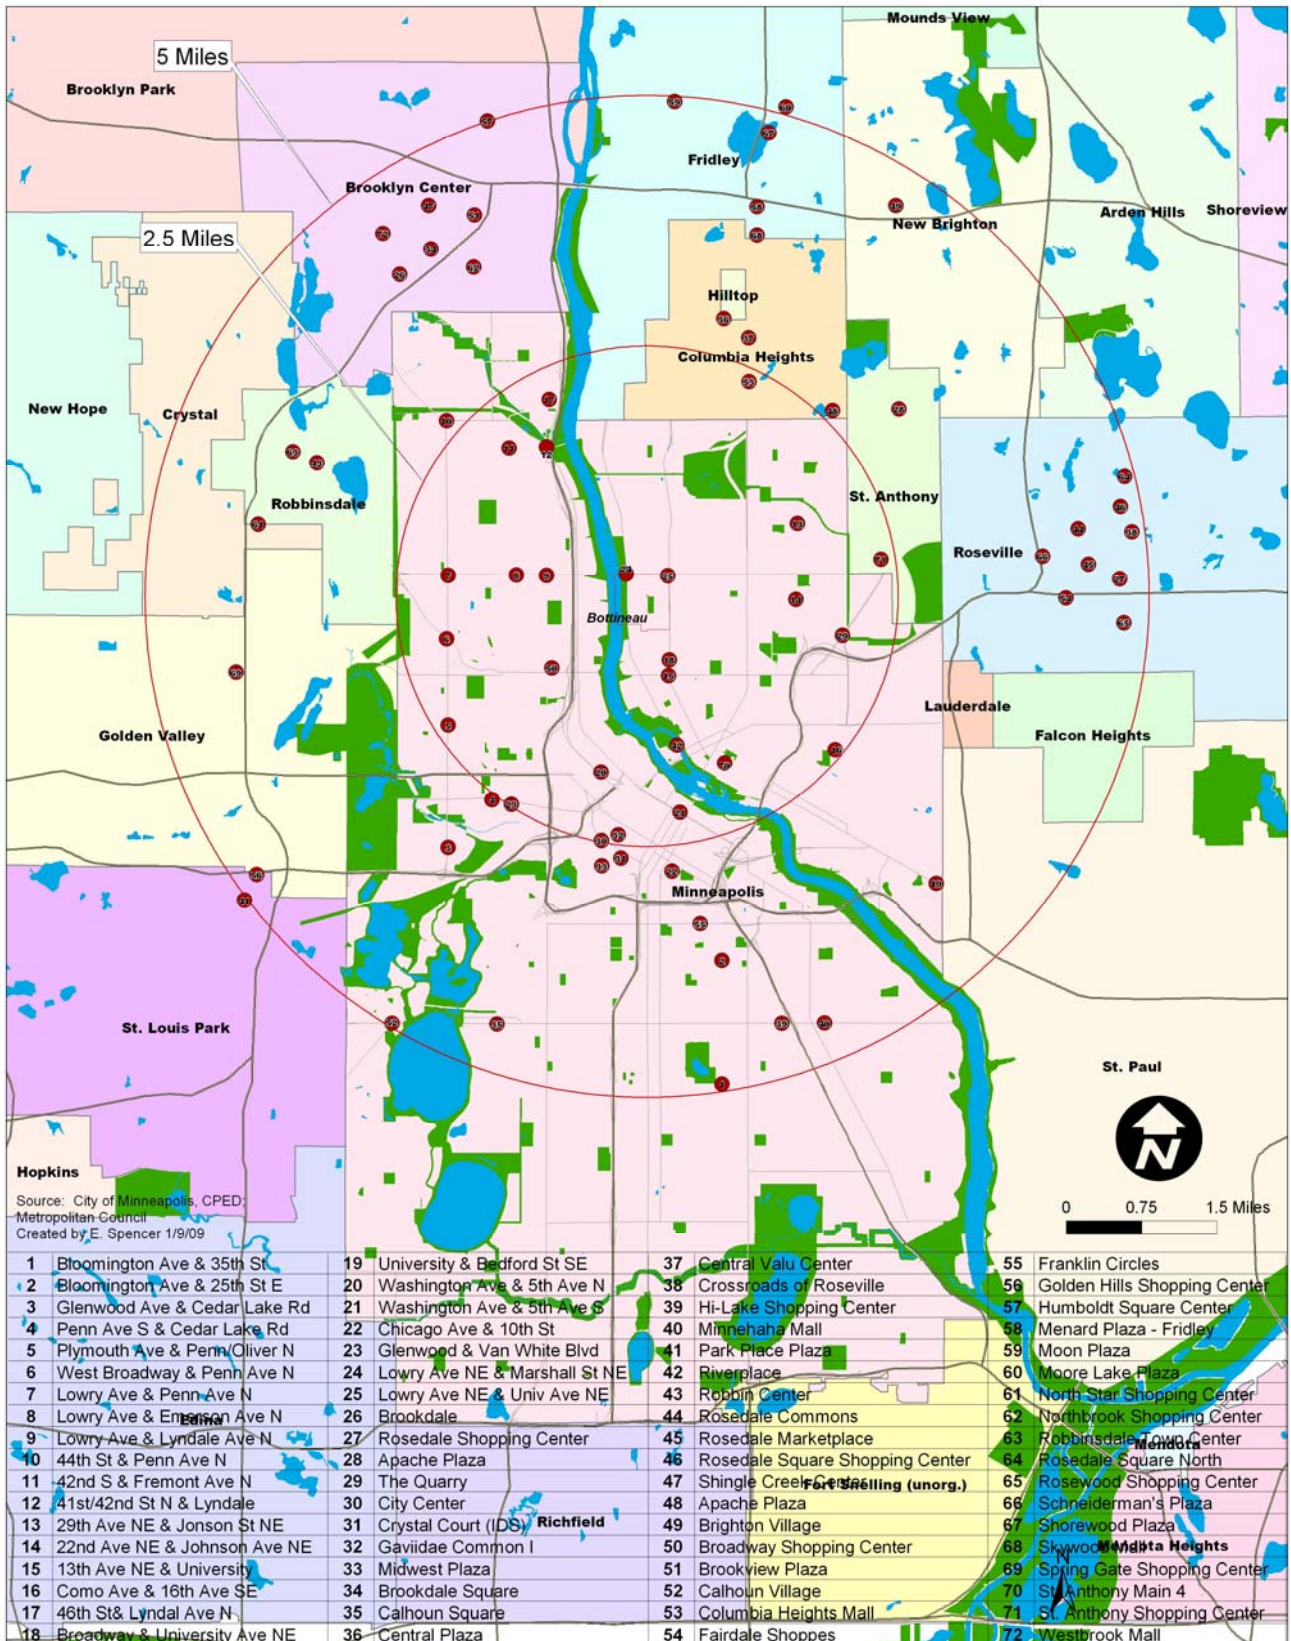 Mounds View
5 Miles
Brooklyn Park
Fridley
Brooklyn Center
Arden Hills
Shoreview
New Brighton
2.5 Miles
Hilltop
Columbia Heights
New Hope
Crystal
St. Anthony
Robbinsdale
Roseville
Bottineau
Lauderdale
Golden Valley
Falcon Heights
Minneapolis
St. Louis Park
St. Paul
N
Hopkins
Source: City of Minneapolis, CPED;
Metropolitan Council
Created by E. Spencer 1/9/09
0 0.75 1.5 Miles
1 Bloomington Ave & 35th St 19 University & Bedford St SE 37 Central Valu Center 55 Franklin Circles
2 Bloomington Ave & 25th St E 20 Washington Ave & 5th Ave N 38 Crossroads of Roseville 56 Golden Hills Shopping Center
3 Glenwood Ave & Cedar Lake Rd 21 Washington Ave & 5th Ave S 39 Hi-Lake Shopping Center 57 Humboldt Square Center
4 Penn Ave S & Cedar Lake Rd 22 Chicago Ave & 10th St 40 Minnehaha Mall 58 Menard Plaza - Fridley
5 Plymouth Ave & Penn/Oliver N 23 Glenwood & Van White Blvd 41 Park Place Plaza 59 Moon Plaza
6 West Broadway & Penn Ave N 24 Lowry Ave NE & Marshall St NE 42 Riverplace 60 Moore Lake Plaza
7 Lowry Ave & Penn Ave N 25 Lowry Ave NE & Univ Ave NE 43 Robbin Center 61 North Star Shopping Center
8 Lowry Ave & Emerson Ave N 26 Brookdale 44 Rosedale Commons 62 Northbrook Shopping Center
Edina
9 Lowry Ave & Lyndale Ave N 27 Rosedale Shopping Center 45 Rosedale Marketplace 63 Robbinsdale Town Center
Mendota
10 44th St & Penn Ave N 28 Apache Plaza 46 Rosedale Square Shopping Center 64 Rosedale Square North
11 42nd S & Fremont Ave N 29 The Quarry 47 Shingle Creek Center 65 Rosewood Shopping Center
Fort Snelling (unorg.)
12 41st/42nd St N & Lyndale 30 City Center 48 Apache Plaza 66 Schneiderman's Plaza
13 29th Ave NE & Jonson St NE 31 Crystal Court (IDS) 49 Brighton Village 67 Shorewood Plaza
Richfield
14 22nd Ave NE & Johnson Ave NE 32 Gaviidae Common I 50 Broadway Shopping Center 68 Skywood Mall
Mendota Heights
15 13th Ave NE & University 33 Midwest Plaza 51 Brookview Plaza 69 Spring Gate Shopping Center
N
16 Como Ave & 16th Ave SE 34 Brookdale Square 52 Calhoun Village 70 St. Anthony Main 4
17 46th St& Lyndal Ave N 35 Calhoun Square 53 Columbia Heights Mall 71 St. Anthony Shopping Center
18 Broadway & University Ave NE 36 Central Plaza 54 Fairdale Shoppes 72 Westbrook Mall